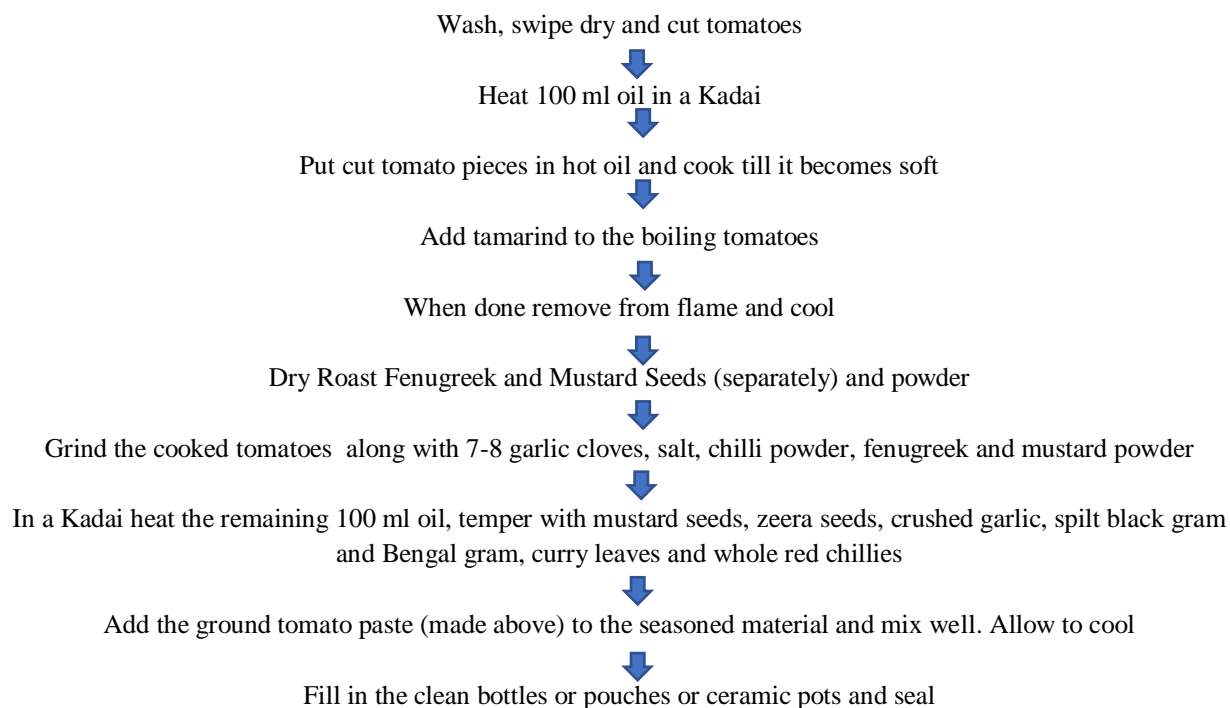 Wash, swipe dry and cut tomatoes
Heat 100 ml oil in a Kadai
Put cut tomato pieces in hot oil and cook till it becomes soft
Add tamarind to the boiling tomatoes
When done remove from flame and cool
Dry Roast Fenugreek and Mustard Seeds (separately) and powder
Grind the cooked tomatoes along with 7-8 garlic cloves, salt, chilli powder, fenugreek and mustard powder
In a Kadai heat the remaining 100 ml oil, temper with mustard seeds, zeera seeds, crushed garlic, spilt black gram
and Bengal gram, curry leaves and whole red chillies
Add the ground tomato paste (made above) to the seasoned material and mix well. Allow to cool
Fill in the clean bottles or pouches or ceramic pots and seal